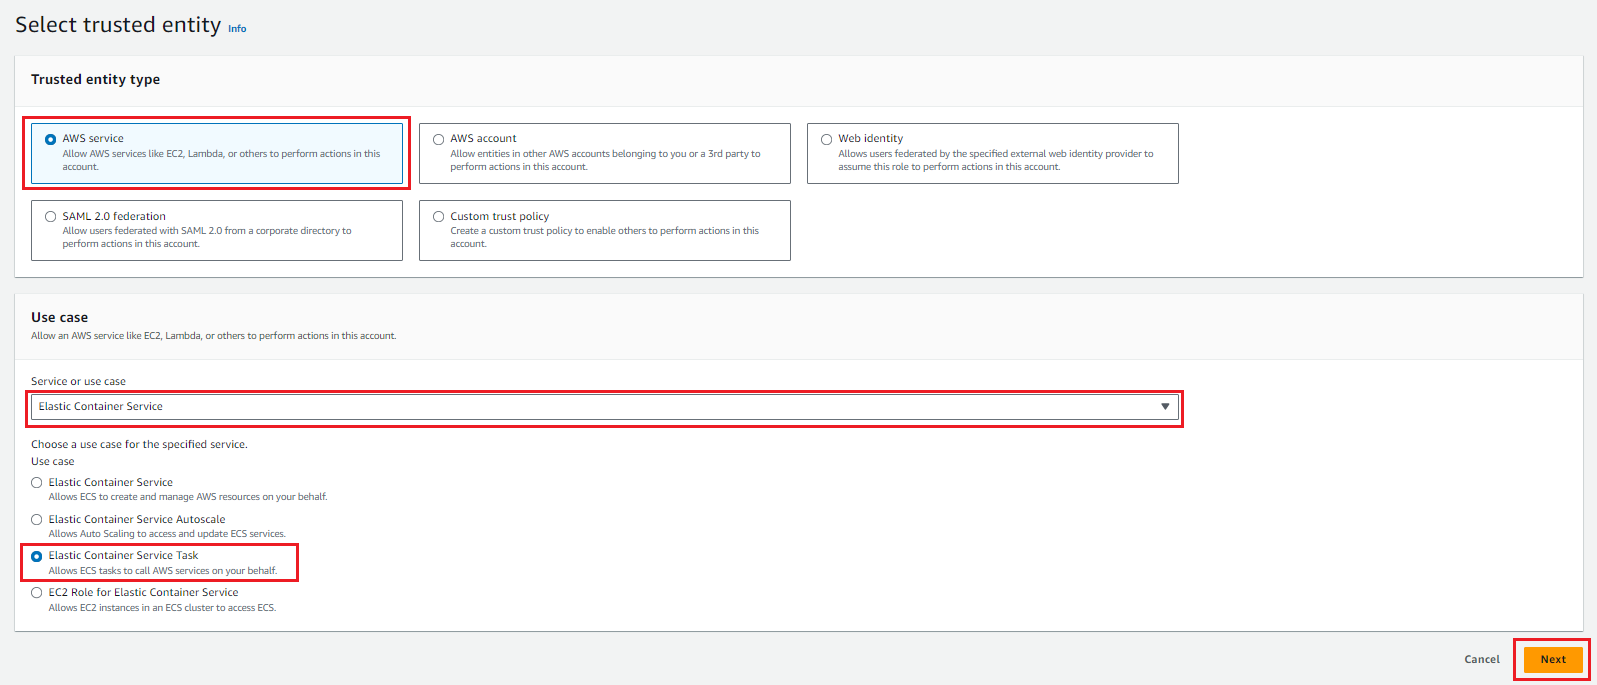 Select trusted entity Info
Trusted entity type
AWS service
Allow AWS services like EC2, Lambda, or others to perform actions in this
account.
AWS account
Allow entities in other AWS accounts belonging to you or a 3rd party to
perform actions in this account.
Web identity
Allows users federated by the specified external web identity provider to
assume this role to perform actions in this account.
SAML 2.0 federation
Allow users federated with SAML 2.0 from a corporate directory to
perform actions in this account.
Custom trust policy
Create a custom trust policy to enable others to perform actions in this
account.
Use case
Allow an AWS service like EC2, Lambda, or others to perform actions in this account.
Service or use case
Elastic Container Service
Choose a use case for the specified service.
Use case
Elastic Container Service
Allows ECS to create and manage AWS resources on your behalf.
Elastic Container Service Autoscale
Allows Auto Scaling to access and update ECS services.
Elastic Container Service Task
Allows ECS tasks to call AWS services on your behalf.
EC2 Role for Elastic Container Service
Allows EC2 instances in an ECS cluster to access ECS.
Cancel
Next